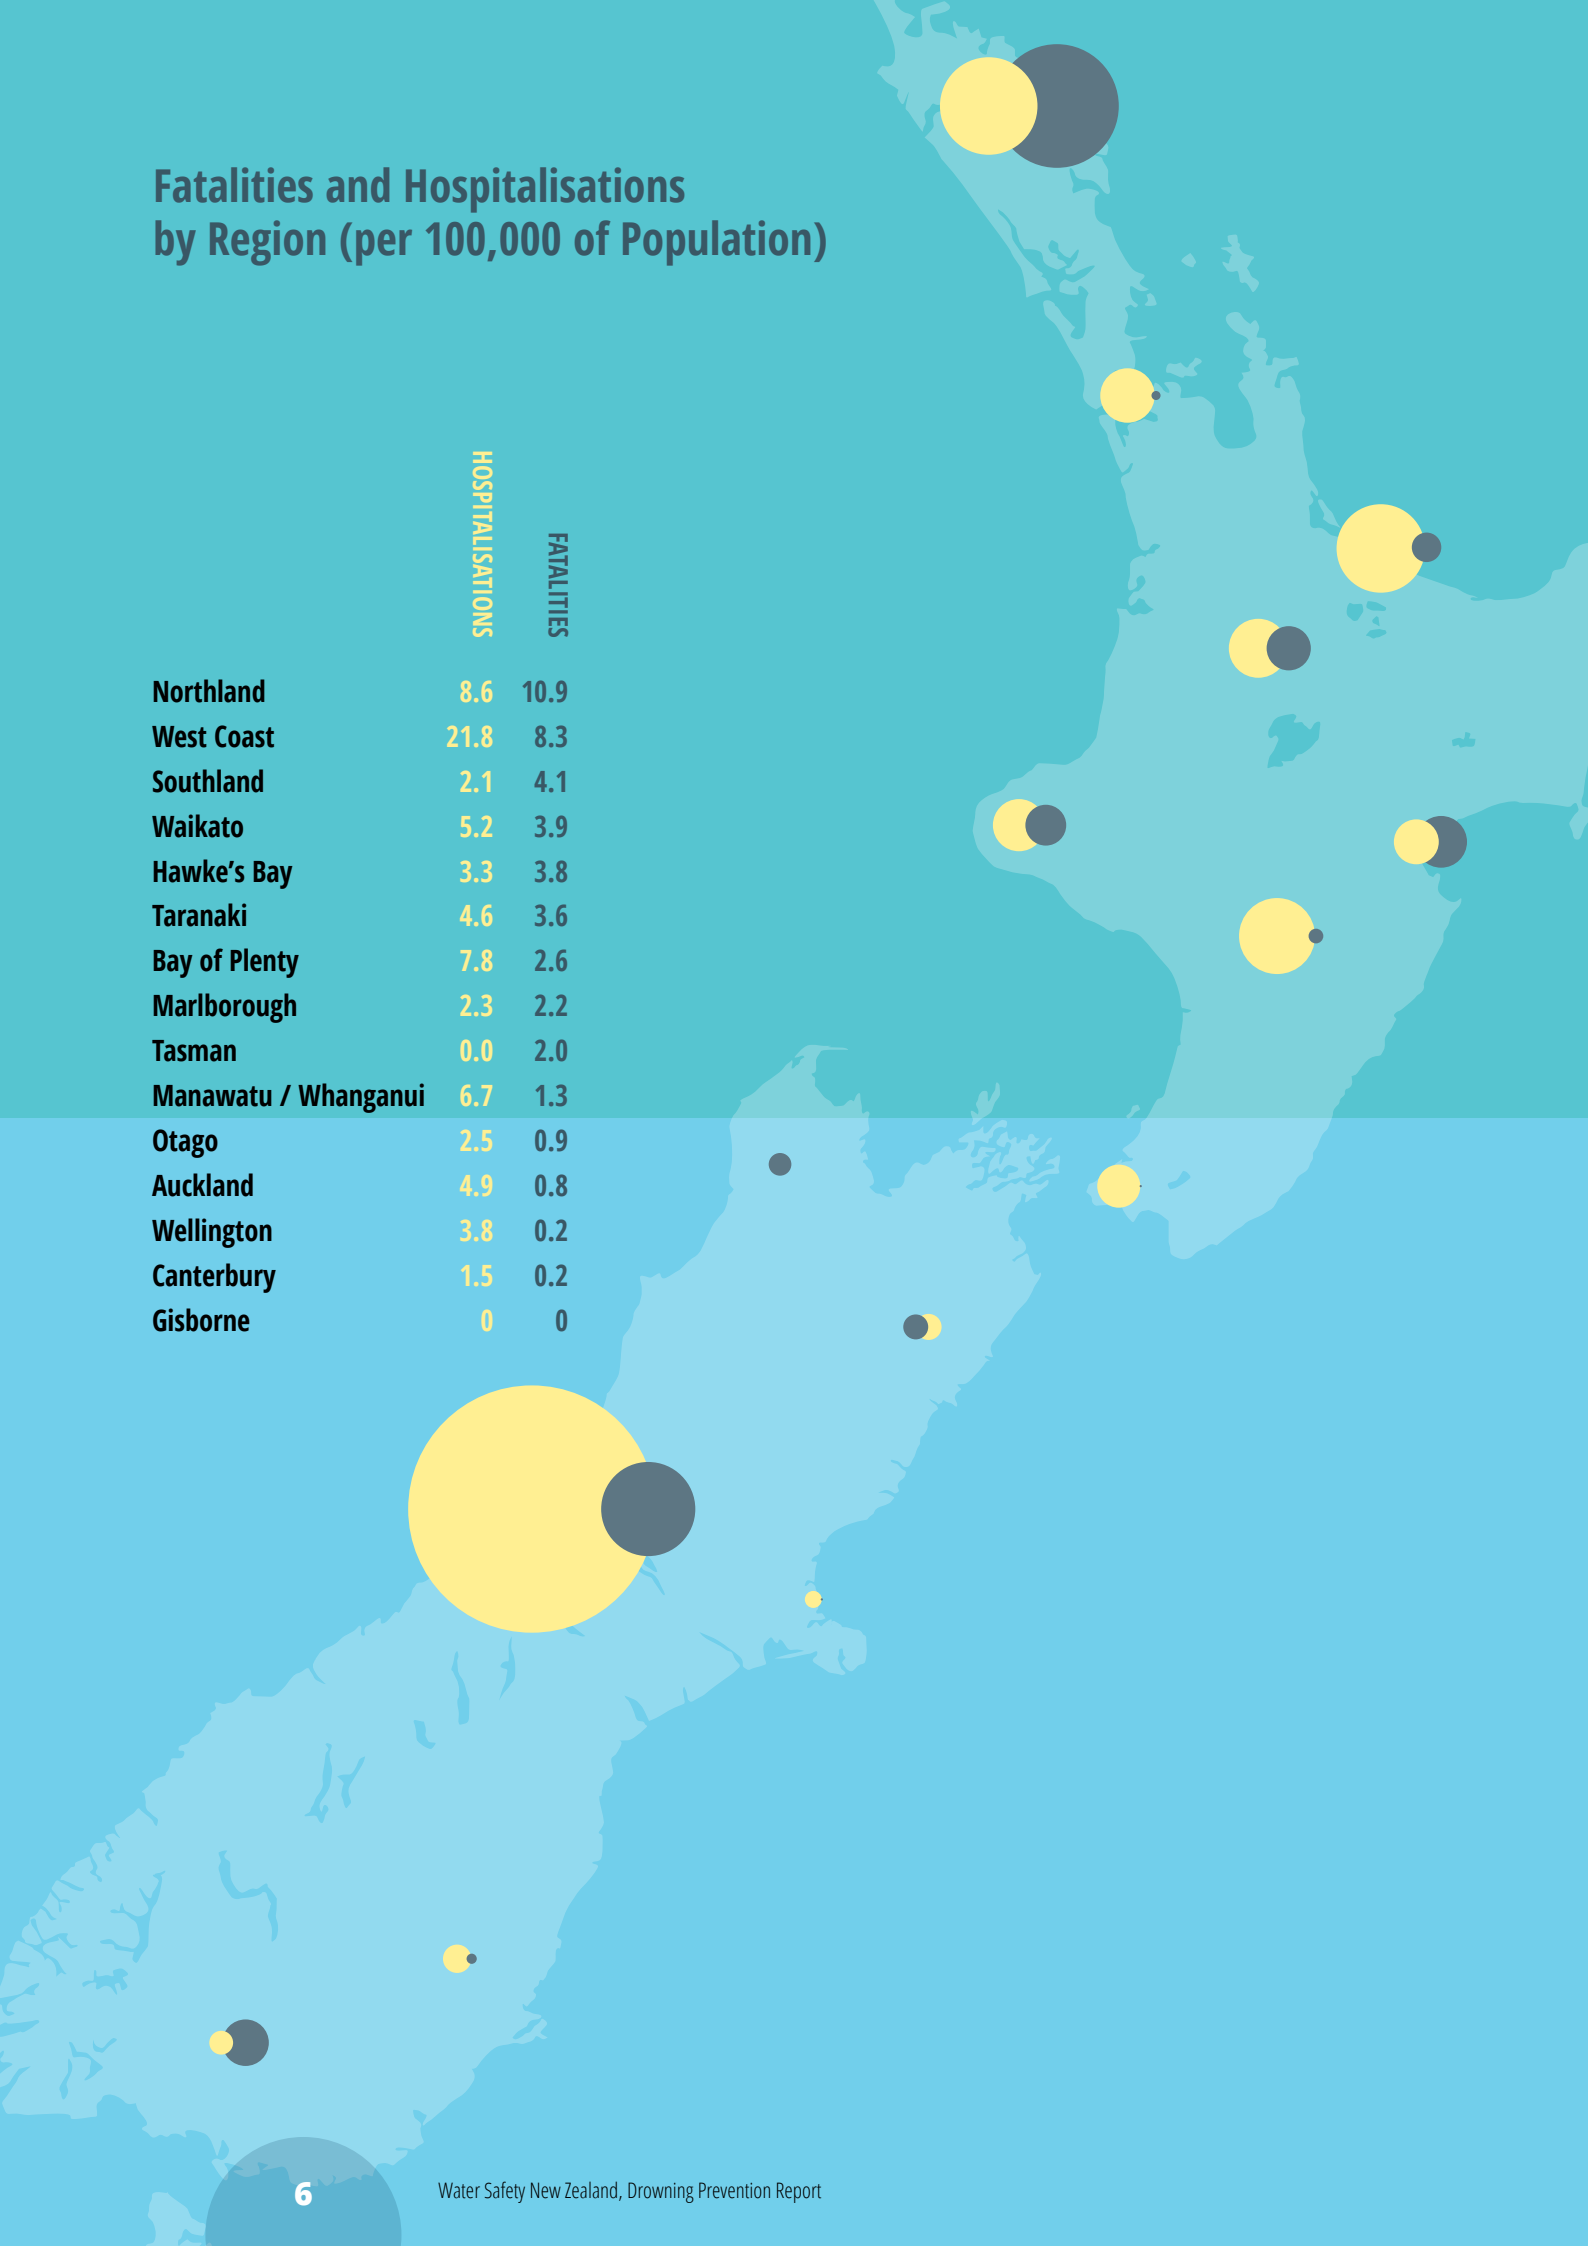 Fatalities and Hospitalisations
by Region (per 100,000 of Population)
HOSPITALISATIONS FATALITIES
Northland 8.6 10.9
West Coast 21.8 8.3
Southland 2.1 4.1
Waikato 5.2 3.9
Hawke’s Bay 3.3 3.8
Taranaki 4.6 3.6
Bay of Plenty 7.8 2.6
Marlborough 2.3 2.2
Tasman 0.0 2.0
Manawatu / Whanganui 6.7 1.3
Otago 2.5 0.9
Auckland 4.9 0.8
Wellington 3.8 0.2
Canterbury 1.5 0.2
Gisborne 0 0
6 Water Safety New Zealand, Drowning Prevention Report